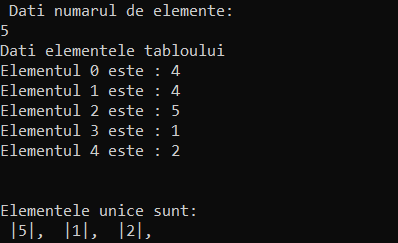 Dati numarul de elemente:
5
Dati elementele tabloului
Elementul 0 este : 4
Elementul 1 este : 4
Elementul 2 este : 5
Elementul 3 este : 1
Elementul 4 este : 2
Elementele unice sunt:
|5|,  |1|,  |2|,